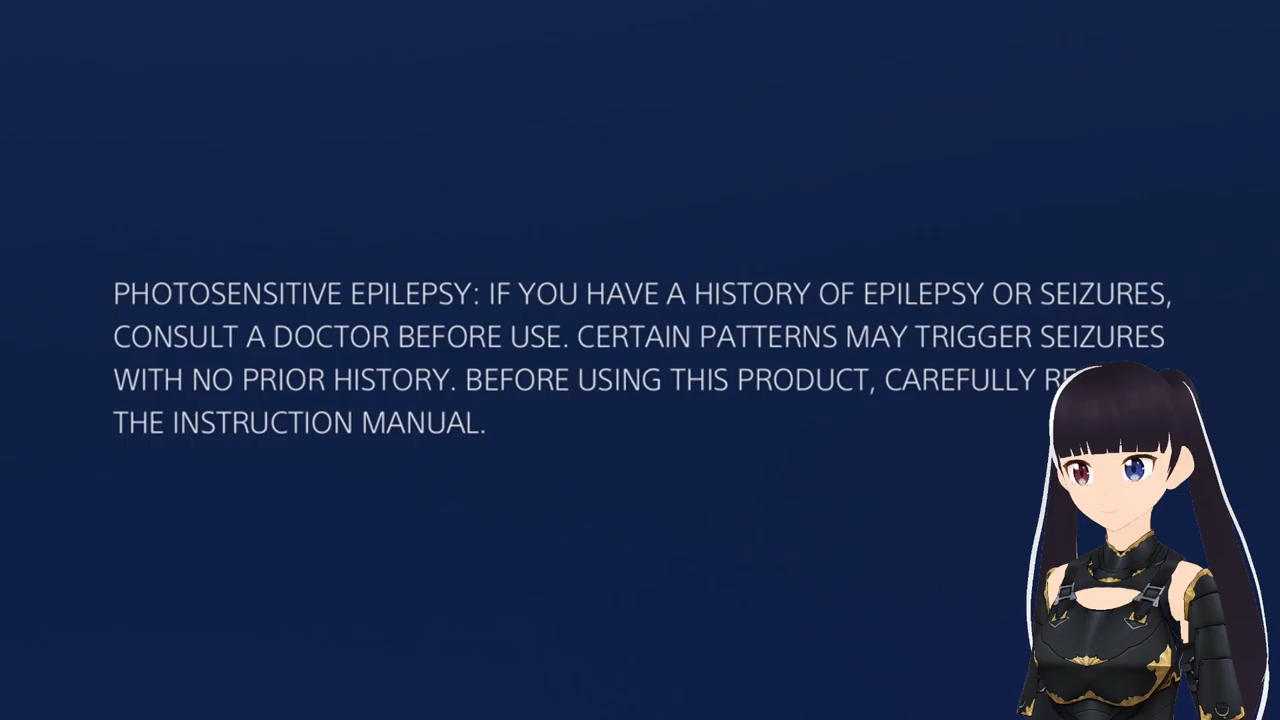 PHOTOSENSITIVE EPILEPSY: IF YOU HAVE A HISTORY OF EPILEPSY OR SEIZURES,
CONSULT A DOCTOR BEFORE USE. CERTAIN PATTERNS MAY TRIGGER SEIZURES
WITH NO PRIOR HISTORY. BEFORE USING THIS PRODUCT, CAREFULLY
THE INSTRUCTION MANUAL.